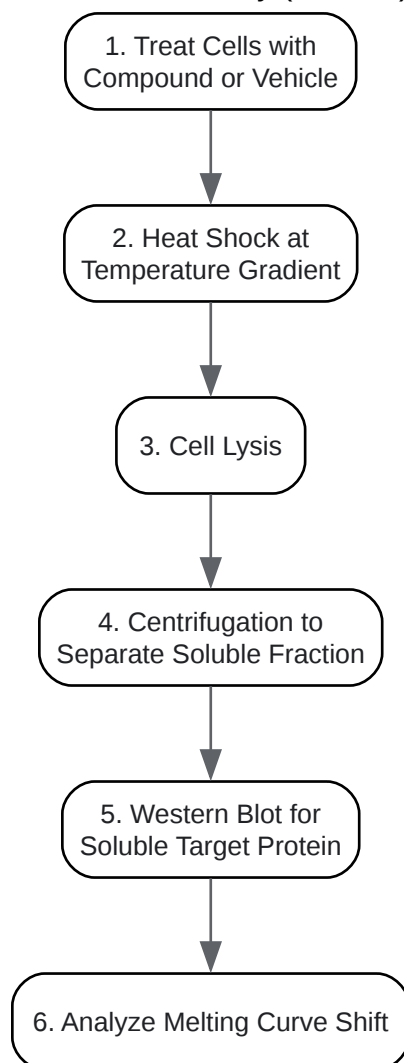 1. Treat Cells with
Compound or Vehicle
2. Heat Shock at
Temperature Gradient
3. Cell Lysis
4. Centrifugation to
Separate Soluble Fraction
5. Western Blot for
Soluble Target Protein
6. Analyze Melting Curve Shift